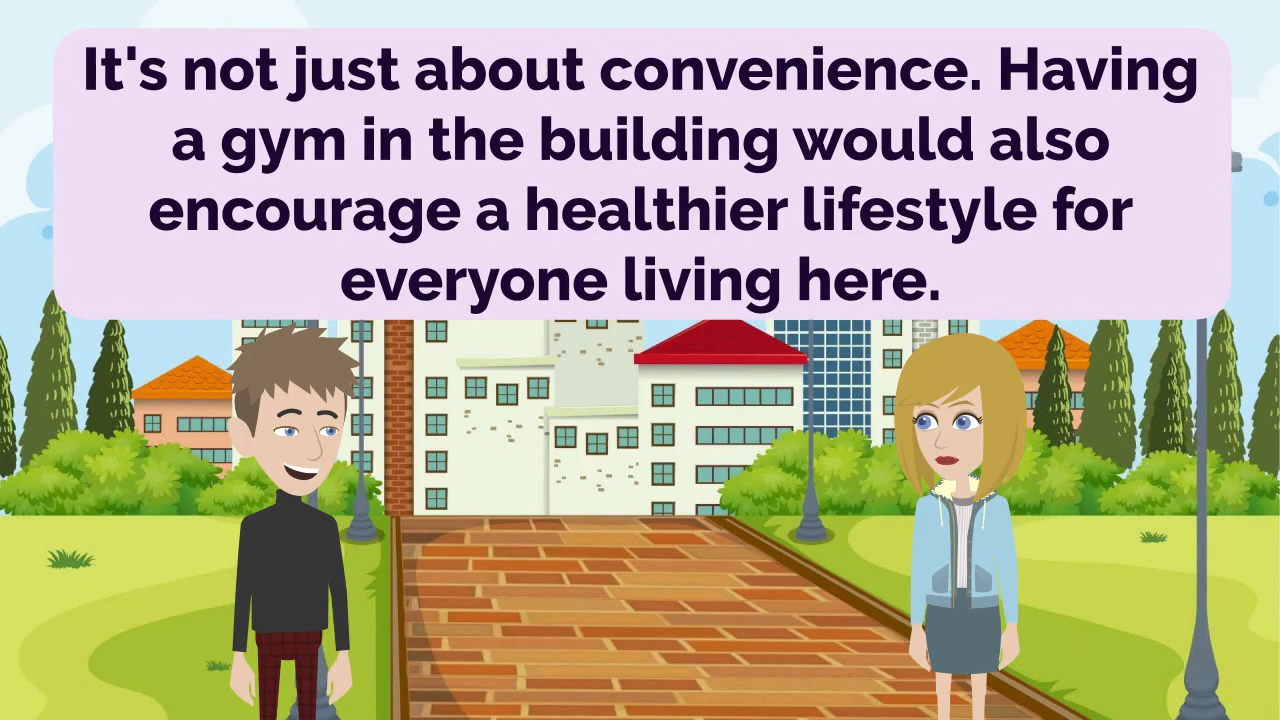 It's not just about convenience. Having
a gym in the building would also
encourage a healthier lifestyle for
everyone living here.